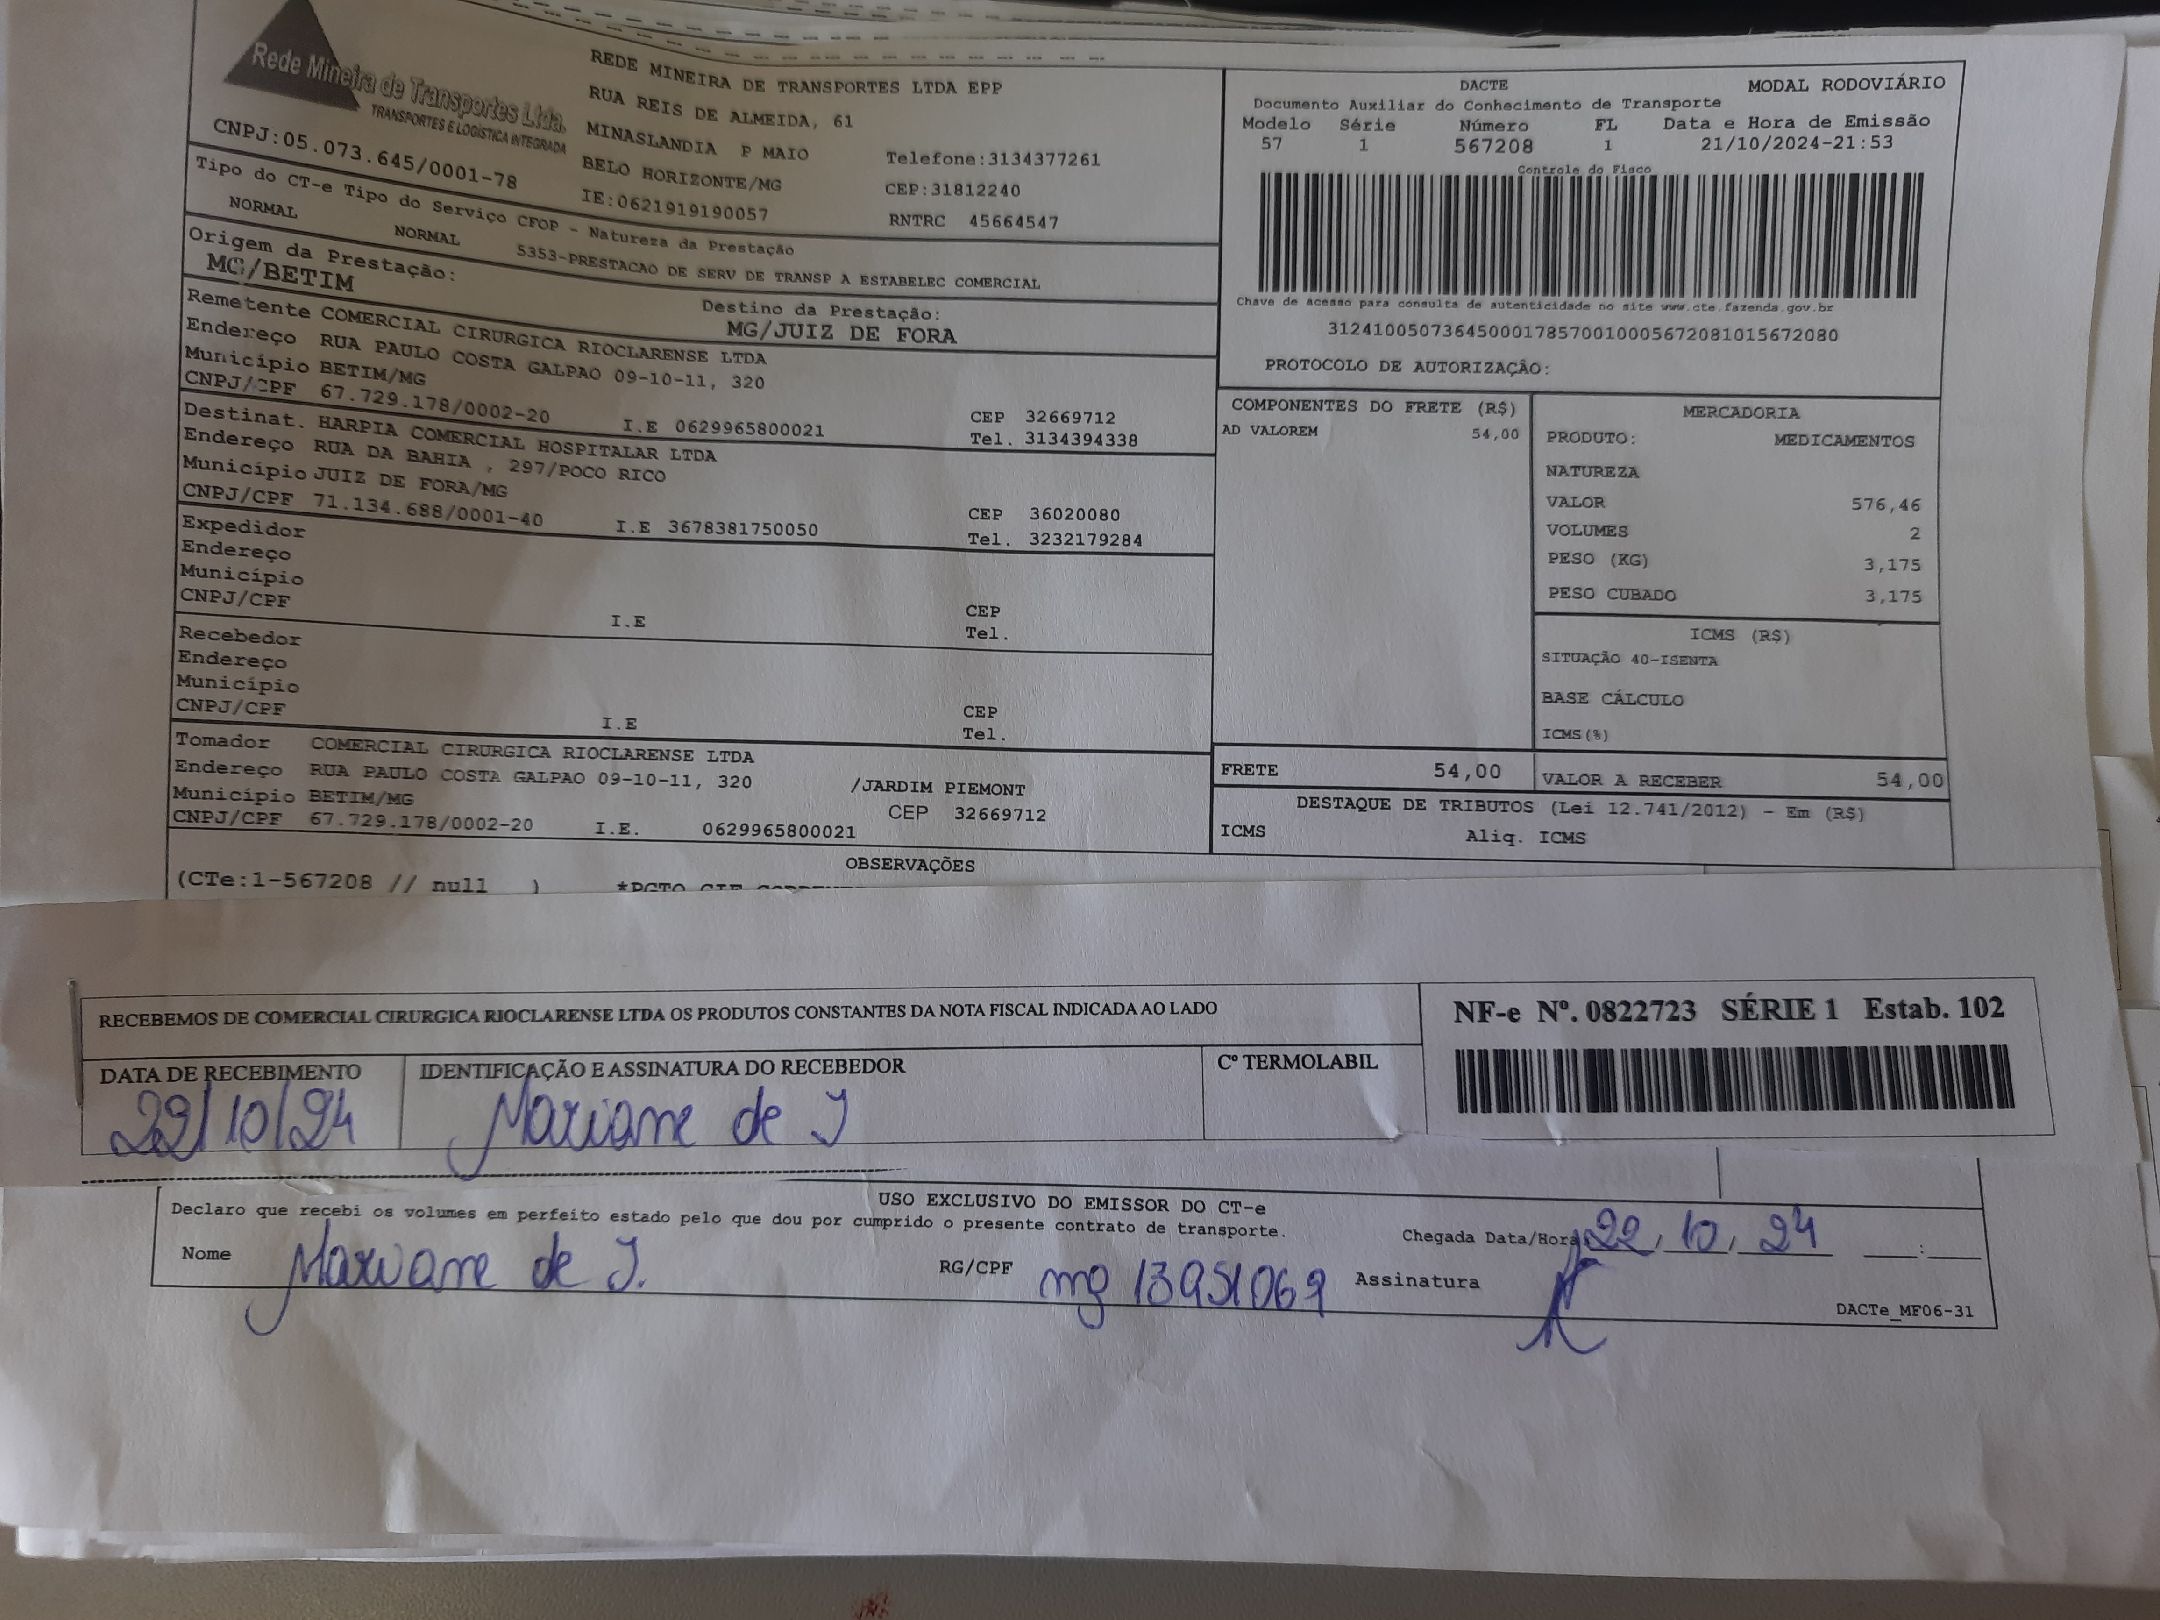 Rede Mineira de Transportes Ltda.
TRANSPORTES E LOGÍSTICA INTEGRADA
CNPJ:05.073.645/0001-78
REDE MINEIRA DE TRANSPORTES LTDA EPP
RUA REIS DE ALMEIDA, 61
MINASLANDIA P MAIO
BELO HORIZONTE/MG
IE:0621919190057
Telefone:3134377261
CEP:31812240
RNTRC 45664547
DACTE MODAL RODOVIÁRIO
Documento Auxiliar do Conhecimento de Transporte
Modelo Série Número FL Data e Hora de Emissão
57 1 567208 1 21/10/2024-21:53
Controle do Fisco
Chave de acesso para consulta de autenticidade no site www.cte.fazenda.gov.br
31241005073645000178570010005672081015672080
PROTOCOLO DE AUTORIZAÇÃO:
Tipo do CT-e Tipo do Serviço CFOP - Natureza da Prestação
NORMAL NORMAL 5353-PRESTACAO DE SERV DE TRANSP A ESTABELEC COMERCIAL
Origem da Prestação: Destino da Prestação:
MG/BETIM MG/JUIZ DE FORA
Remetente COMERCIAL CIRURGICA RIOCLARENSE LTDA
Endereço RUA PAULO COSTA GALPAO 09-10-11, 320
Município BETIM/MG CEP 32669712
CNPJ/CPF 67.729.178/0002-20 I.E 0629965800021 Tel. 3134394338
Destinat. HARPIA COMERCIAL HOSPITALAR LTDA
Endereço RUA DA BAHIA , 297/POCO RICO
Município JUIZ DE FORA/MG CEP 36020080
CNPJ/CPF 71.134.688/0001-40 I.E 3678381750050 Tel. 3232179284
Expedidor
Endereço
Município CEP
CNPJ/CPF I.E Tel.
Recebedor
Endereço
Município CEP
CNPJ/CPF I.E Tel.
Tomador COMERCIAL CIRURGICA RIOCLARENSE LTDA
Endereço RUA PAULO COSTA GALPAO 09-10-11, 320 /JARDIM PIEMONT
Município BETIM/MG CEP 32669712
CNPJ/CPF 67.729.178/0002-20 I.E. 0629965800021
COMPONENTES DO FRETE (R$)
AD VALOREM 54,00
MERCADORIA
PRODUTO: MEDICAMENTOS
NATUREZA
VALOR 576,46
VOLUMES 2
PESO (KG) 3,175
PESO CUBADO 3,175
ICMS (R$)
SITUAÇÃO 40-ISENTA
BASE CÁLCULO
ICMS(%)
FRETE 54,00 VALOR A RECEBER 54,00
DESTAQUE DE TRIBUTOS (Lei 12.741/2012) - Em (R$)
ICMS Aliq. ICMS
OBSERVAÇÕES
(CTe:1-567208 // null )
RECEBEMOS DE COMERCIAL CIRURGICA RIOCLARENSE LTDA OS PRODUTOS CONSTANTES DA NOTA FISCAL INDICADA AO LADO
NF-e Nº. 0822723 SÉRIE 1 Estab. 102
DATA DE RECEBIMENTO IDENTIFICAÇÃO E ASSINATURA DO RECEBEDOR Cº TERMOLABIL
22/10/24 Mariane de J
USO EXCLUSIVO DO EMISSOR DO CT-e
Declaro que recebi os volumes em perfeito estado pelo que dou por cumprido o presente contrato de transporte.
Chegada Data/Hora 22/10/24 __:__
Nome Mariane de J. RG/CPF mg 13951069 Assinatura
DACTe_MF06-31